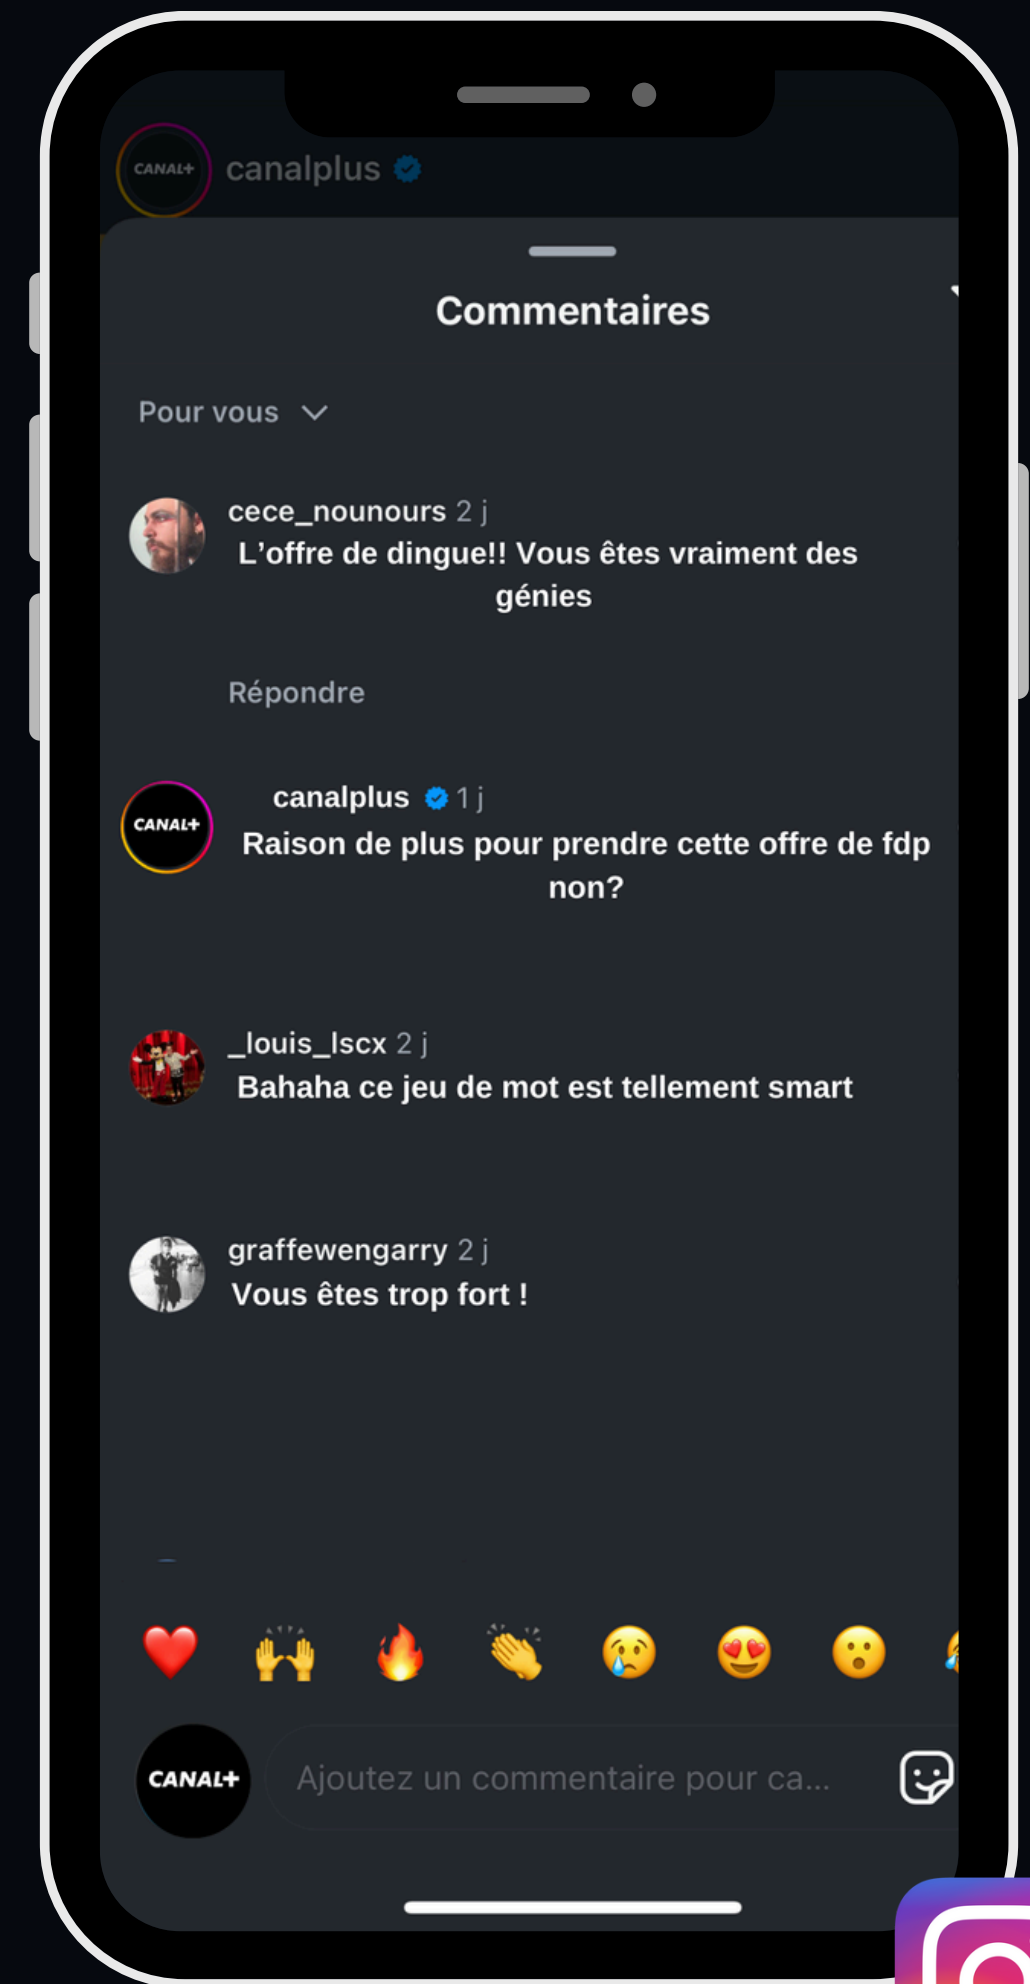 CANAL+
canalplus
Commentaires
Pour vous
cece_nounours 2 j
L’offre de dingue!! Vous êtes vraiment des
génies
Répondre
CANAL+
canalplus 1 j
Raison de plus pour prendre cette offre de fdp
non?
_louis_lscx 2 j
Bahaha ce jeu de mot est tellement smart
graffewengarry 2 j
Vous êtes trop fort !
CANAL+
Ajoutez un commentaire pour ca...